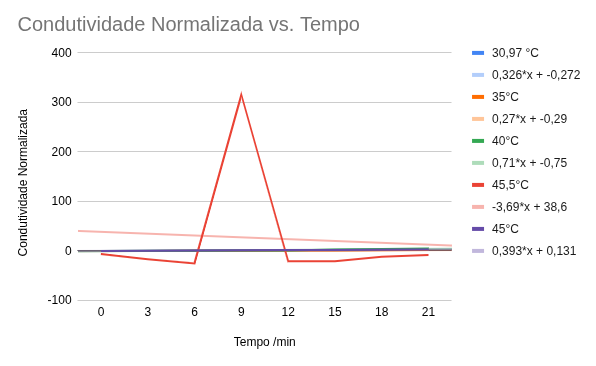 Condutividade Normalizada vs. Tempo
Condutividade Normalizada
400
300
200
100
0
-100
0 3 6 9 12 15 18 21
Tempo /min
30,97 °C
0,326*x + -0,272
35°C
0,27*x + -0,29
40°C
0,71*x + -0,75
45,5°C
-3,69*x + 38,6
45°C
0,393*x + 0,131